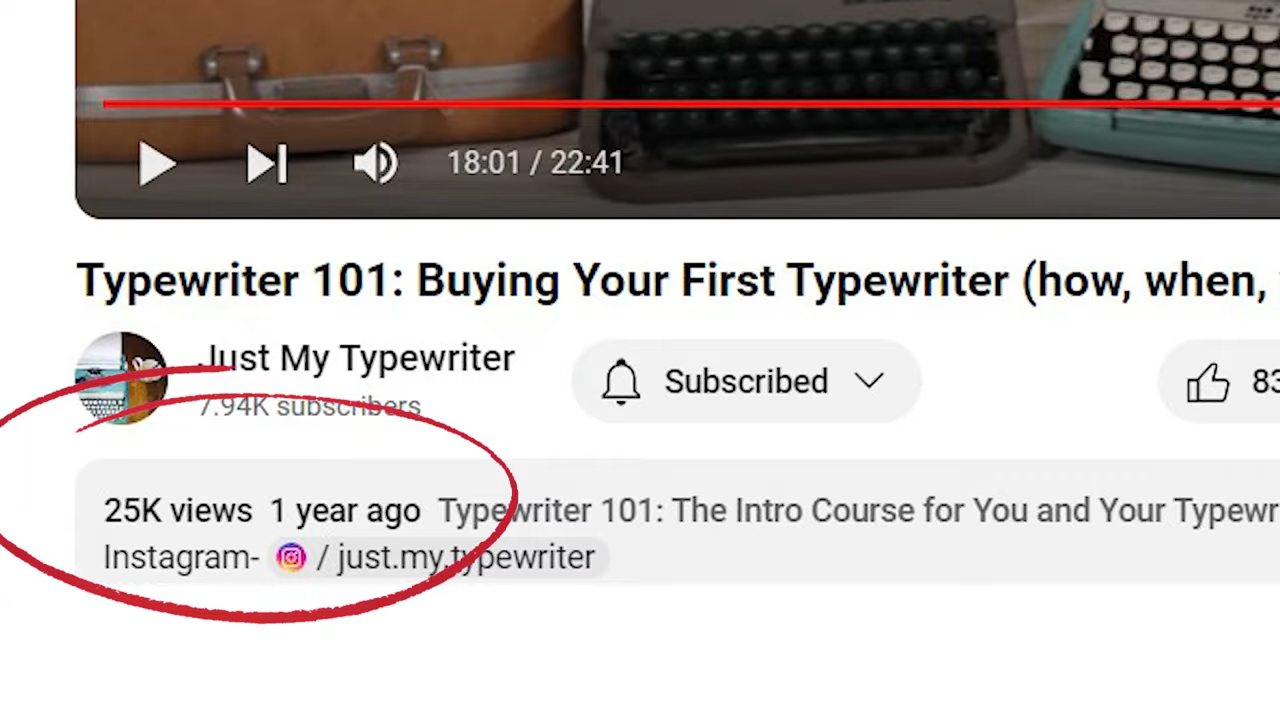 18:01 / 22:41
Typewriter 101: Buying Your First Typewriter (how, when,
Just My Typewriter
7.94K subscribers
Subscribed
83
25K views 1 year ago Typewriter 101: The Intro Course for You and Your Typewr
Instagram- / just.my.typewriter